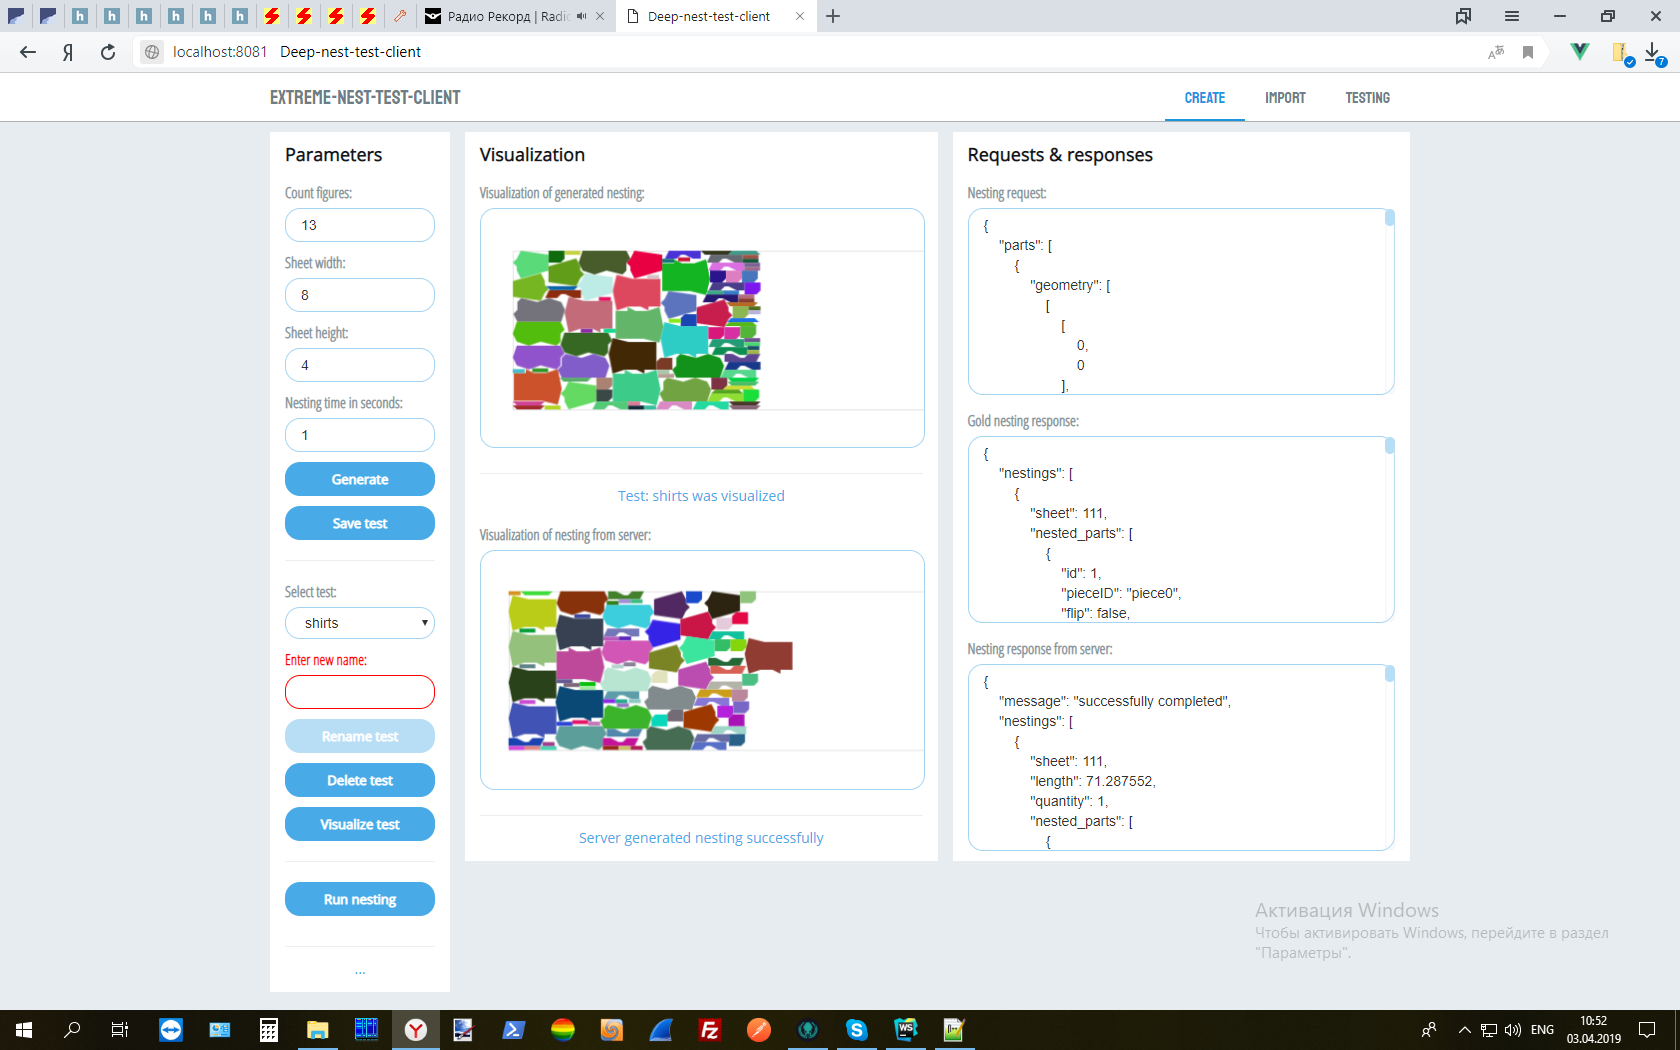 Радио Рекорд | Radio
Deep-nest-test-client
Я
localhost:8081 Deep-nest-test-client
7
EXTREME-NEST-TEST-CLIENT
CREATE
IMPORT
TESTING
Parameters
Count figures:
13
Sheet width:
8
Sheet height:
4
Nesting time in seconds:
1
Generate
Save test
Select test:
shirts
Enter new name:
Rename test
Delete test
Visualize test
Run nesting
...
Visualization
Visualization of generated nesting:
Test: shirts was visualized
Visualization of nesting from server:
Server generated nesting successfully
Requests & responses
Nesting request:
{
"parts": [
{
"geometry": [
[
[
0,
0
],
Gold nesting response:
{
"nestings": [
{
"sheet": 111,
"nested_parts": [
{
"id": 1,
"pieceID": "piece0",
"flip": false,
Nesting response from server:
{
"message": "successfully completed",
"nestings": [
{
"sheet": 111,
"length": 71.287552,
"quantity": 1,
"nested_parts": [
{
Активация Windows
Чтобы активировать Windows, перейдите в раздел
"Параметры".
ENG
10:52
03.04.2019